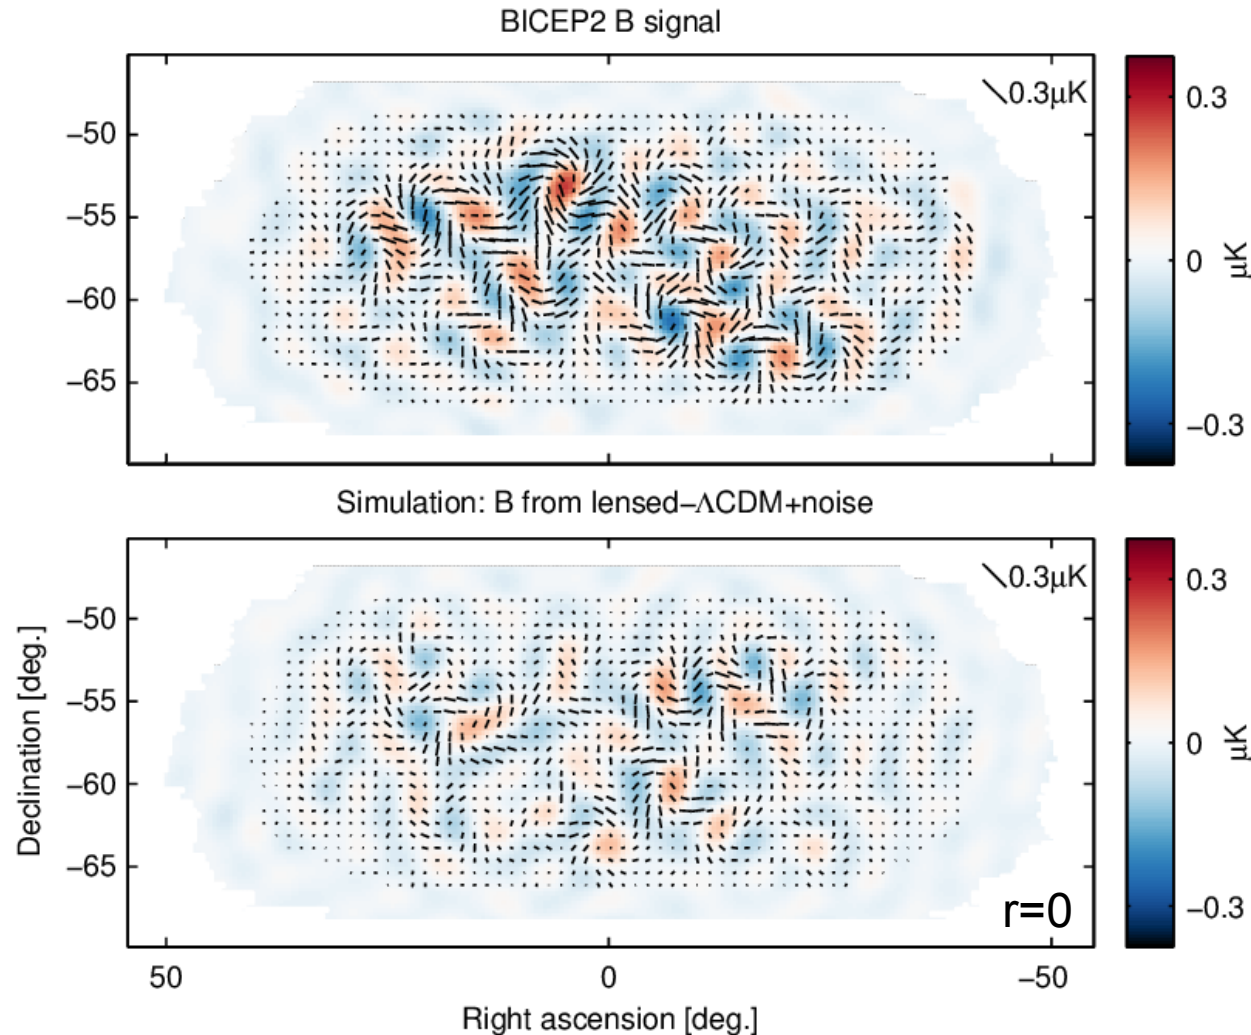 BICEP2 B signal
0.3μK
−50
−55
−60
−65
0.3
0
−0.3
μK
Simulation: B from lensed−ΛCDM+noise
0.3μK
−50
−55
−60
−65
Declination [deg.]
r=0
0.3
0
−0.3
μK
50
0
−50
Right ascension [deg.]